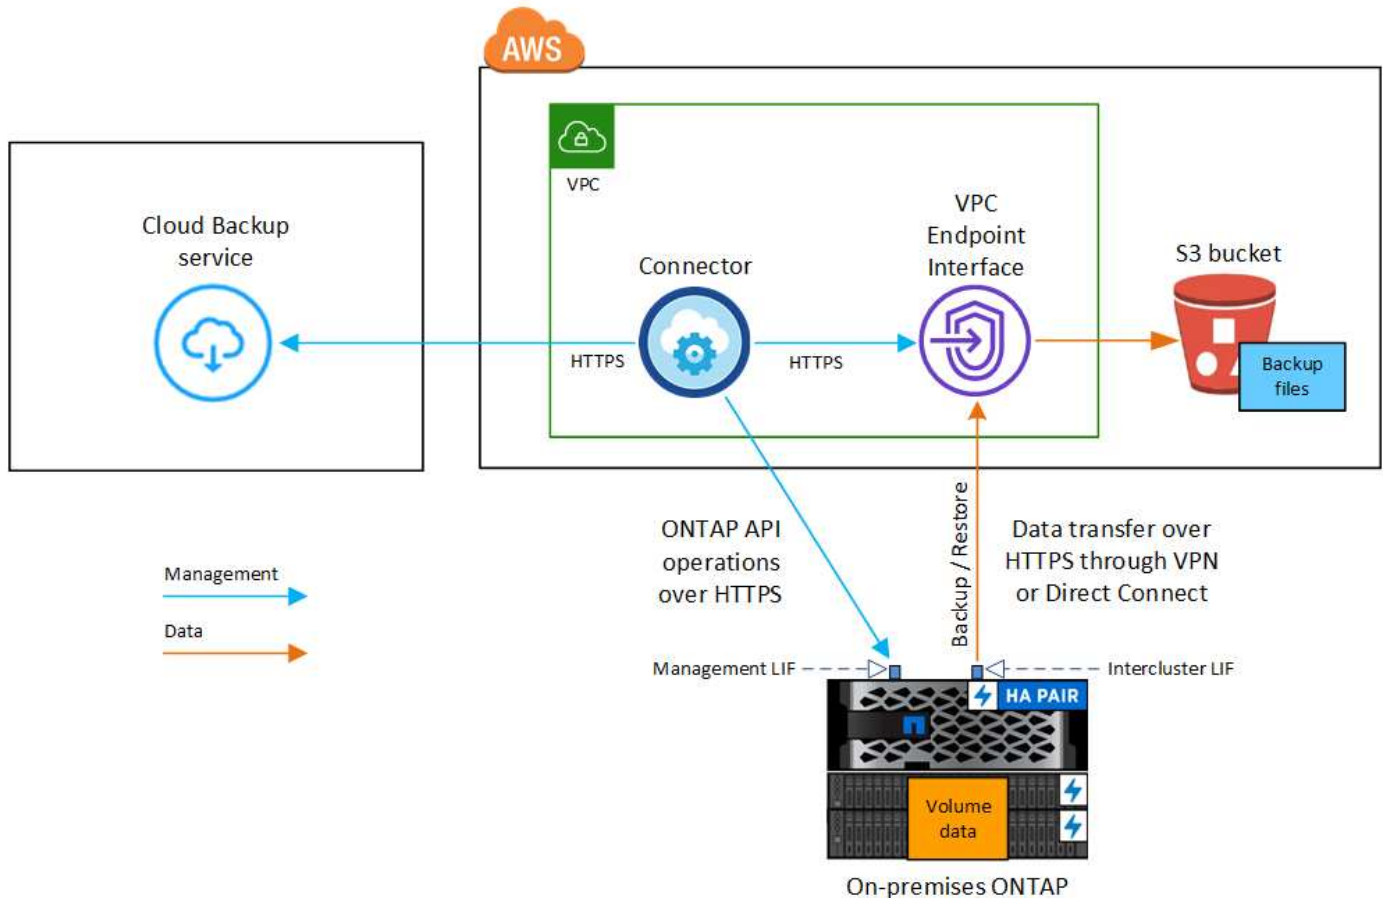 AWS
VPC
Cloud Backup
service
Connector
VPC
Endpoint
Interface
S3 bucket
HTTPS
HTTPS
Backup
files
ONTAP API
operations
over HTTPS
Backup / Restore
Data transfer over
HTTPS through VPN
or Direct Connect
Management
Data
Management LIF
Intercluster LIF
HA PAIR
Volume
data
On-premises ONTAP